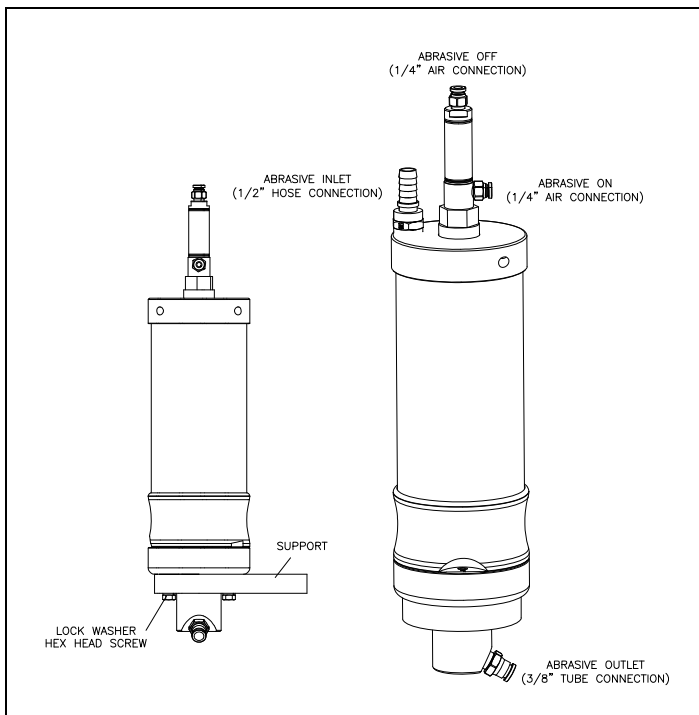 ABRASIVE OFF
(1/4" AIR CONNECTION)
ABRASIVE INLET
(1/2" HOSE CONNECTION)
ABRASIVE ON
(1/4" AIR CONNECTION)
SUPPORT
LOCK WASHER
HEX HEAD SCREW
ABRASIVE OUTLET
(3/8" TUBE CONNECTION)